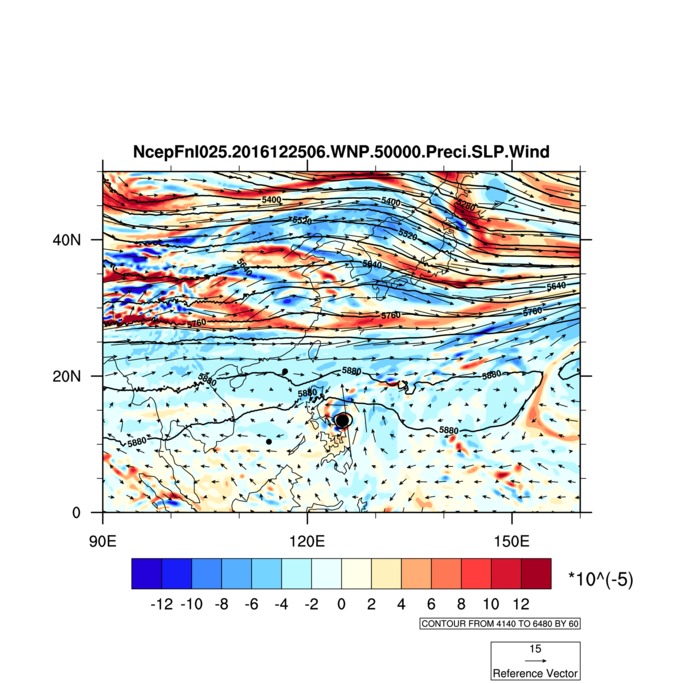 NcepFnl025.2016122506.WNP.50000.Preci.SLP.Wind
5400
5400
5280
5520
5520
40N
5640
5640
5640
5760
5760
5760
20N
5880
5880
5880
5880
5880
5880
0
90E 120E 150E
-12 -10 -8 -6 -4 -2 0 2 4 6 8 10 12
*10^(-5)
CONTOUR FROM 4140 TO 6480 BY 60
15
Reference Vector